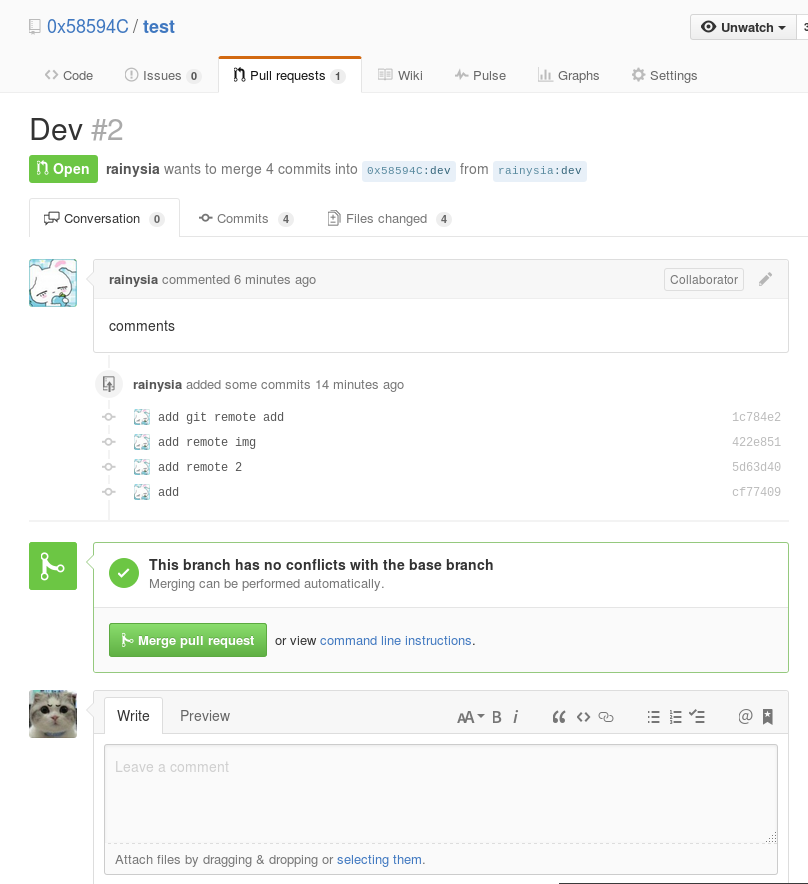 0x58594C / test
Unwatch
3
Code
Issues 0
Pull requests 1
Wiki
Pulse
Graphs
Settings
Dev #2
Open rainysia wants to merge 4 commits into 0x58594C:dev from rainysia:dev
Conversation 0
Commits 4
Files changed 4
rainysia commented 6 minutes ago
Collaborator
comments
rainysia added some commits 14 minutes ago
add git remote add 1c784e2
add remote img 422e851
add remote 2 5d63d40
add cf77409
This branch has no conflicts with the base branch
Merging can be performed automatically.
Merge pull request or view command line instructions.
Write
Preview
AA B i
Leave a comment
Attach files by dragging & dropping or selecting them.